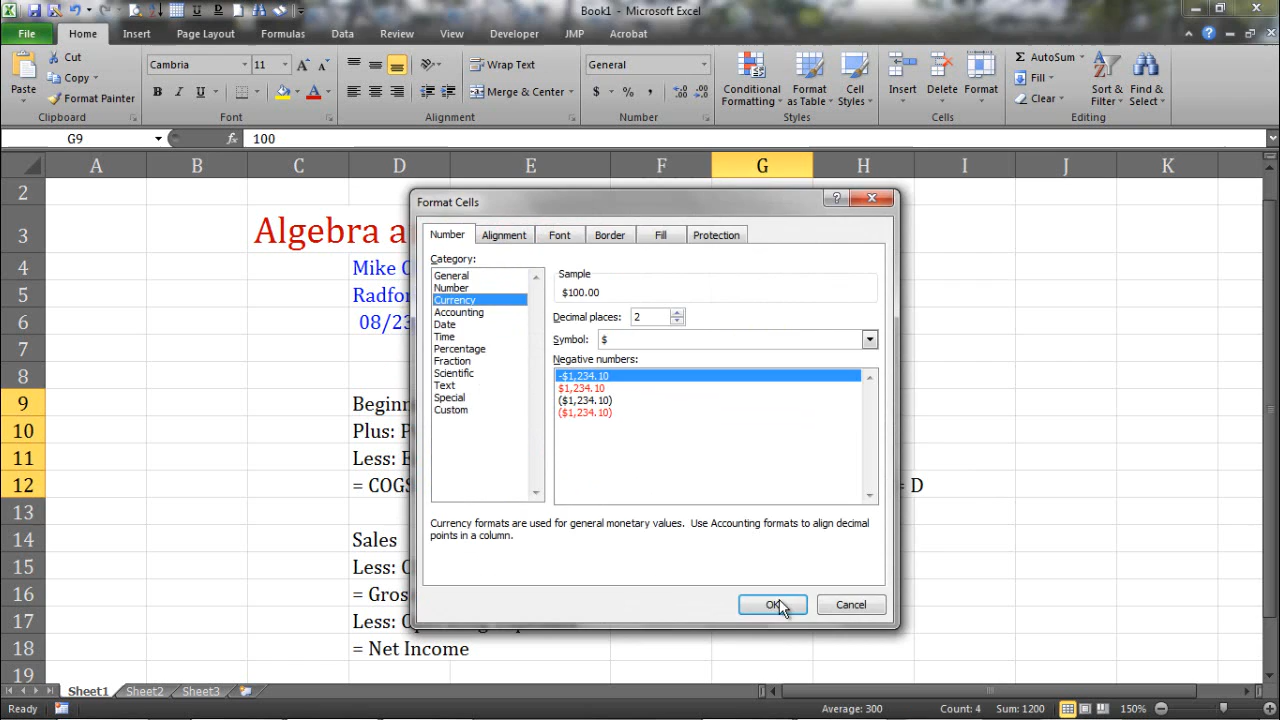 Book1 - Microsoft Excel
File Home Insert Page Layout Formulas Data Review View Developer JMP Acrobat
Cut
Copy
Format Painter
Paste
Clipboard
Cambria 11
B I U
Font
Wrap Text
Merge & Center
Alignment
General
$ % ,
Number
Conditional Formatting
Format as Table
Cell Styles
Styles
Insert Delete Format
Cells
AutoSum
Fill
Clear
Sort & Filter
Find & Select
Editing
G9 fx 100
A B C D E F G H I J K
2
3 Algebra a
4 Mike
5 Radfor
6 08/23
7
8
9 Beginn
10 Plus: P
11 Less: E
12 = COGS = D
13
14 Sales
15 Less:
16 = Gros
17 Less:
18 = Net Income
19
Format Cells
Number Alignment Font Border Fill Protection
Category:
General
Number
Currency
Accounting
Date
Time
Percentage
Fraction
Scientific
Text
Special
Custom
Sample
$100.00
Decimal places: 2
Symbol: $
Negative numbers:
-$1,234.10
$1,234.10
($1,234.10)
($1,234.10)
Currency formats are used for general monetary values. Use Accounting formats to align decimal
points in a column.
OK Cancel
Sheet1 Sheet2 Sheet3
Ready Average: 300 Count: 4 Sum: 1200 150%